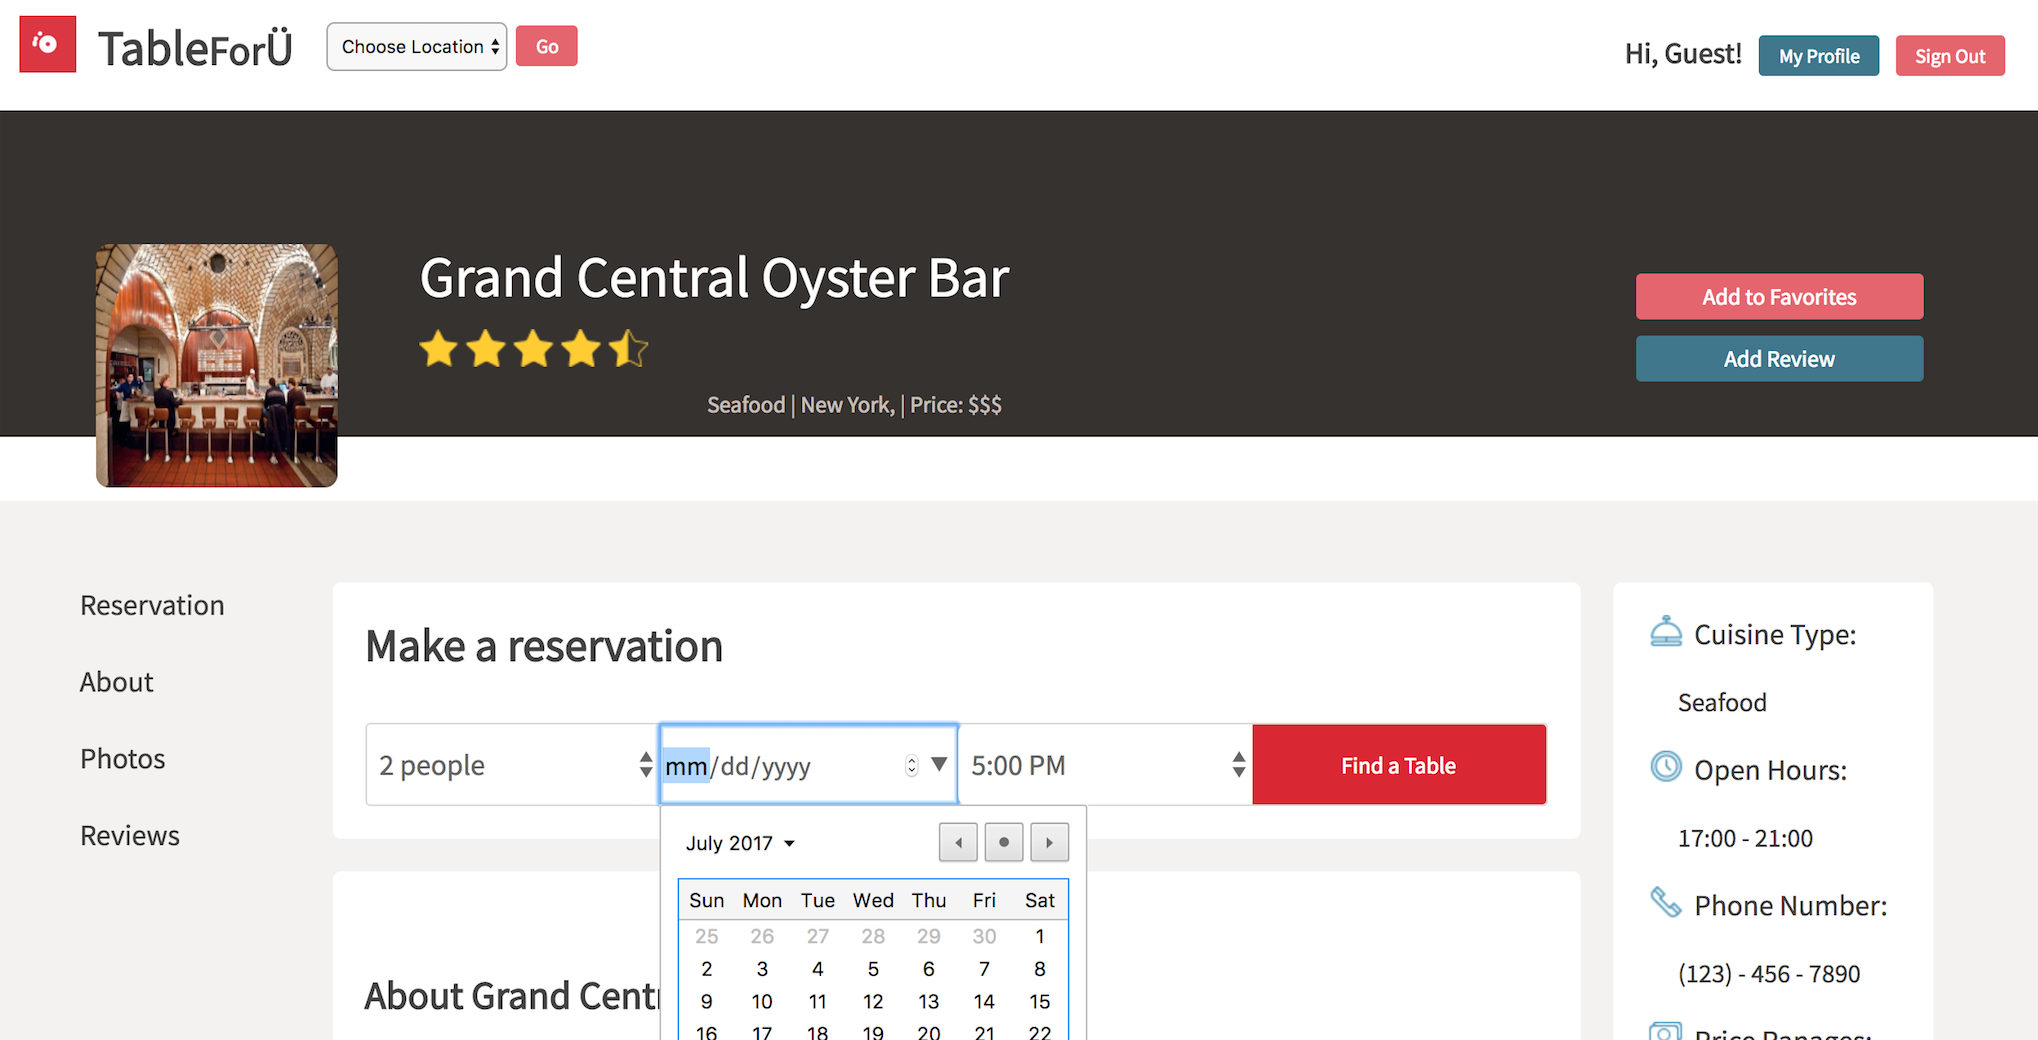 TableForÜ
Choose Location
Go
Hi, Guest!
My Profile
Sign Out
Grand Central Oyster Bar
Seafood | New York, | Price: $$$
Add to Favorites
Add Review
Reservation
About
Photos
Reviews
Make a reservation
2 people
mm/dd/yyyy
5:00 PM
Find a Table
July 2017
Sun Mon Tue Wed Thu Fri Sat
25 26 27 28 29 30 1
2 3 4 5 6 7 8
9 10 11 12 13 14 15
16 17 18 19 20 21 22
About Grand Cent
Cuisine Type:
Seafood
Open Hours:
17:00 - 21:00
Phone Number:
(123) - 456 - 7890
Price Ranages: